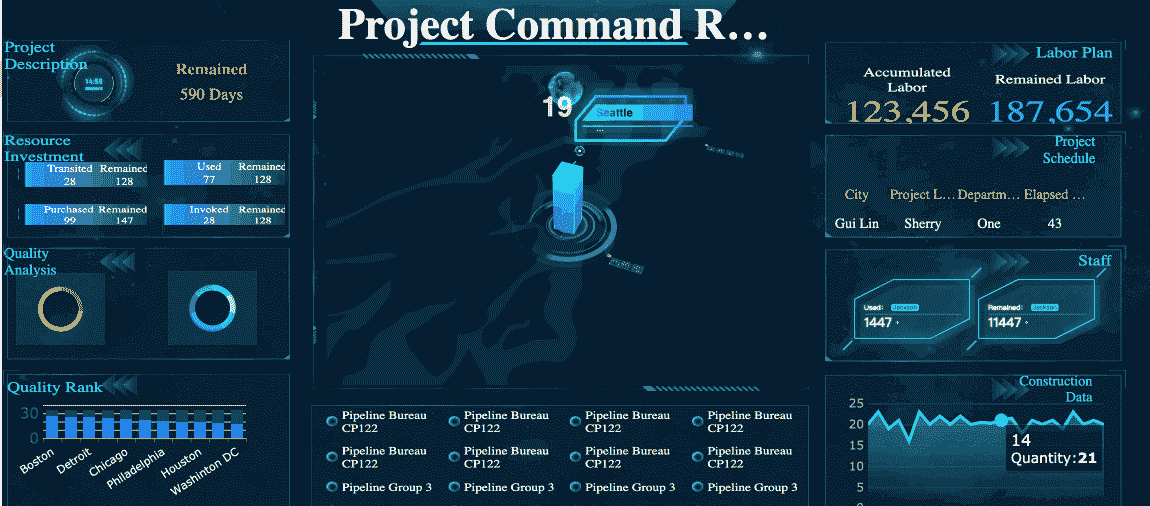 Project Command R…
Project
Description
14:59
Remained
590 Days
Resource
Investment
Transited Remained
28 128
Used Remained
77 128
Purchased Remained
99 147
Invoked Remained
28 128
Quality
Analysis
Quality Rank
30
0
Boston
Detroit
Chicago
Philadelphia
Houston
Washinton DC
19
Seattle
...
Pipeline Bureau
CP122
Pipeline Bureau
CP122
Pipeline Bureau
CP122
Pipeline Bureau
CP122
Pipeline Bureau
CP122
Pipeline Bureau
CP122
Pipeline Bureau
CP122
Pipeline Bureau
CP122
Pipeline Group 3
Pipeline Group 3
Pipeline Group 3
Pipeline Group 3
Labor Plan
Accumulated
Labor
123,456
Remained Labor
187,654
Project
Schedule
City Project L… Departm… Elapsed …
Gui Lin Sherry One 43
Staff
Used: Jackson
1447
Remained: Jackson
11447
Construction
Data
25
20
15
10
5
0
14
Quantity:21